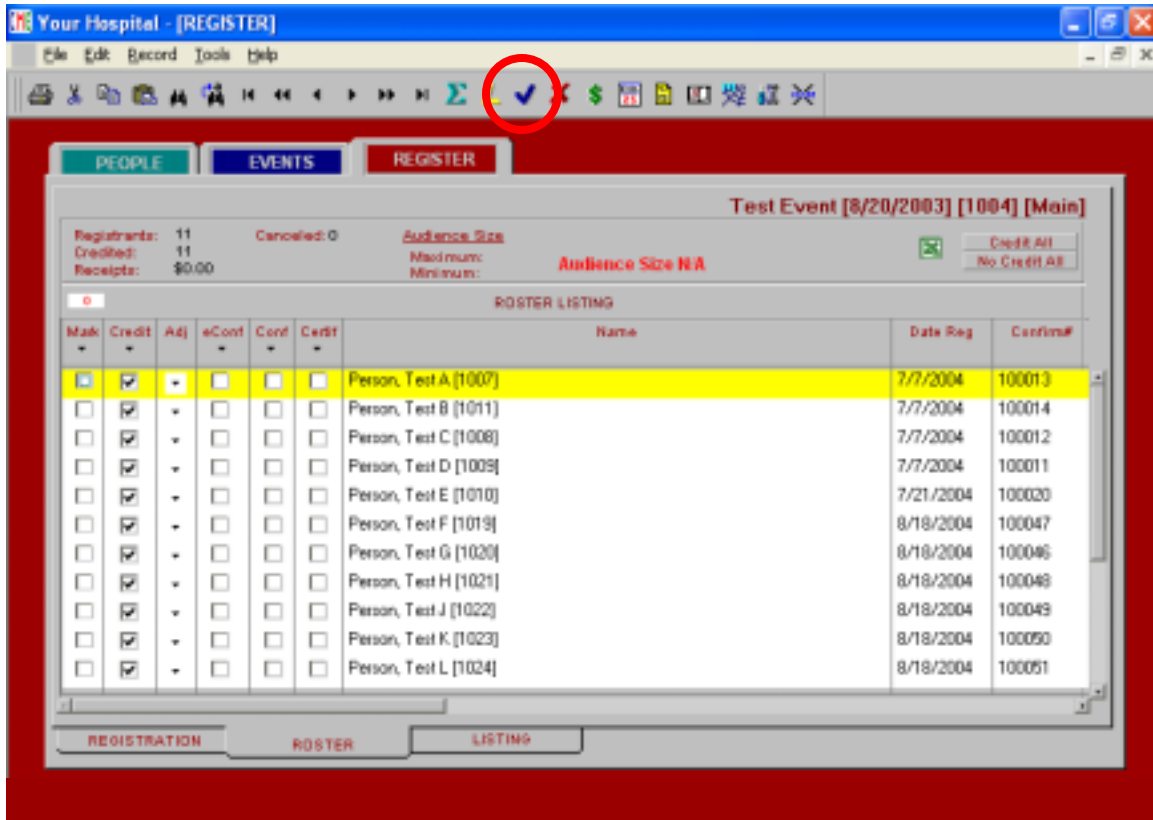 Your Hospital - [REGISTER]
File Edit Record Tools Help
PEOPLE EVENTS REGISTER
Test Event [8/20/2003] [1004] [Main]
Registrants: 11 Canceled: 0 Audience Size Credit All
Credited: 11 Maximum: Audience Size N/A No Credit All
Receipts: $0.00 Minimum:
0 ROSTER LISTING
Mark Credit Adj eConf Conf Certif Name Date Reg Confirm#
Person, Test A [1007] 7/7/2004 100013
Person, Test B [1011] 7/7/2004 100014
Person, Test C [1008] 7/7/2004 100012
Person, Test D [1009] 7/7/2004 100011
Person, Test E [1010] 7/21/2004 100020
Person, Test F [1019] 8/18/2004 100047
Person, Test G [1020] 8/18/2004 100046
Person, Test H [1021] 8/18/2004 100048
Person, Test J [1022] 8/18/2004 100049
Person, Test K [1023] 8/18/2004 100050
Person, Test L [1024] 8/18/2004 100051
REGISTRATION ROSTER LISTING